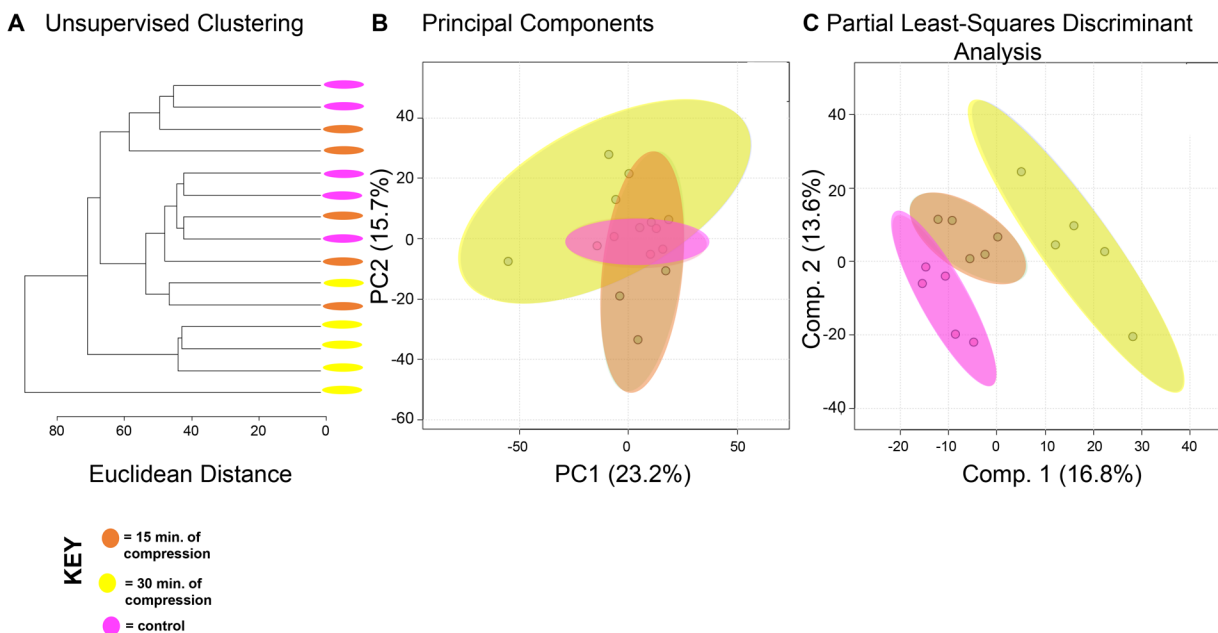 A Unsupervised Clustering
80 60 40 20 0
Euclidean Distance
B Principal Components
PC2 (15.7%)
40
20
0
-20
-40
-60
-50 0 50
PC1 (23.2%)
C Partial Least-Squares Discriminant
Analysis
Comp. 2 (13.6%)
40
20
0
-20
-40
-20 -10 0 10 20 30 40
Comp. 1 (16.8%)
KEY
= 15 min. of
compression
= 30 min. of
compression
= control